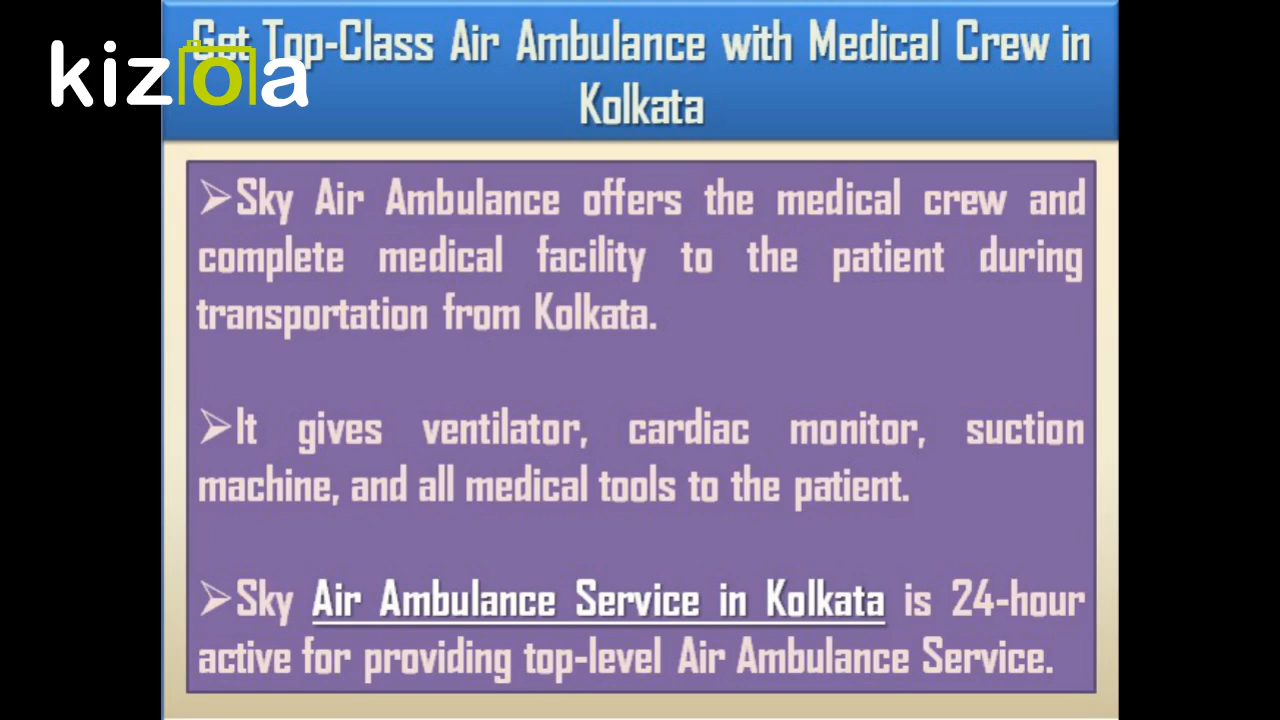 Get Top-Class Air Ambulance with Medical Crew in
Kolkata
kizoa
➢Sky Air Ambulance offers the medical crew and
complete medical facility to the patient during
transportation from Kolkata.
➢It gives ventilator, cardiac monitor, suction
machine, and all medical tools to the patient.
➢Sky Air Ambulance Service in Kolkata is 24-hour
active for providing top-level Air Ambulance Service.